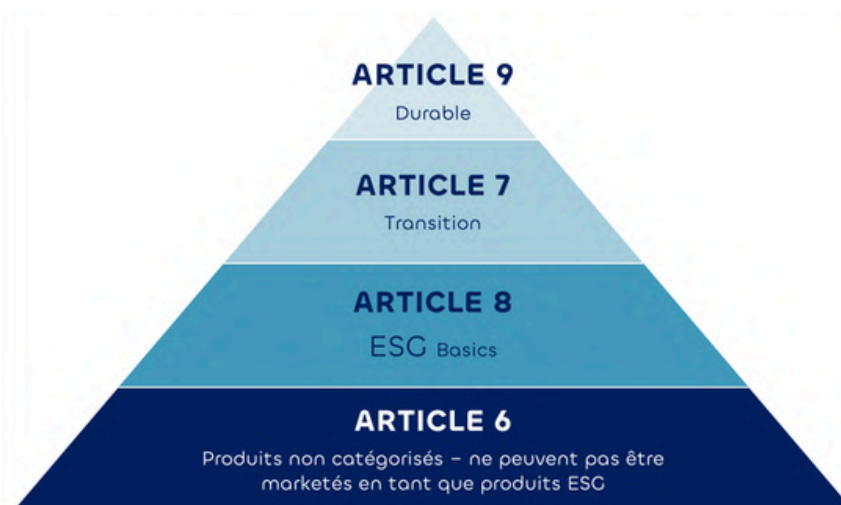 ARTICLE 9
Durable
ARTICLE 7
Transition
ARTICLE 8
ESG Basics
ARTICLE 6
Produits non catégorisés – ne peuvent pas être
marketés en tant que produits ESG